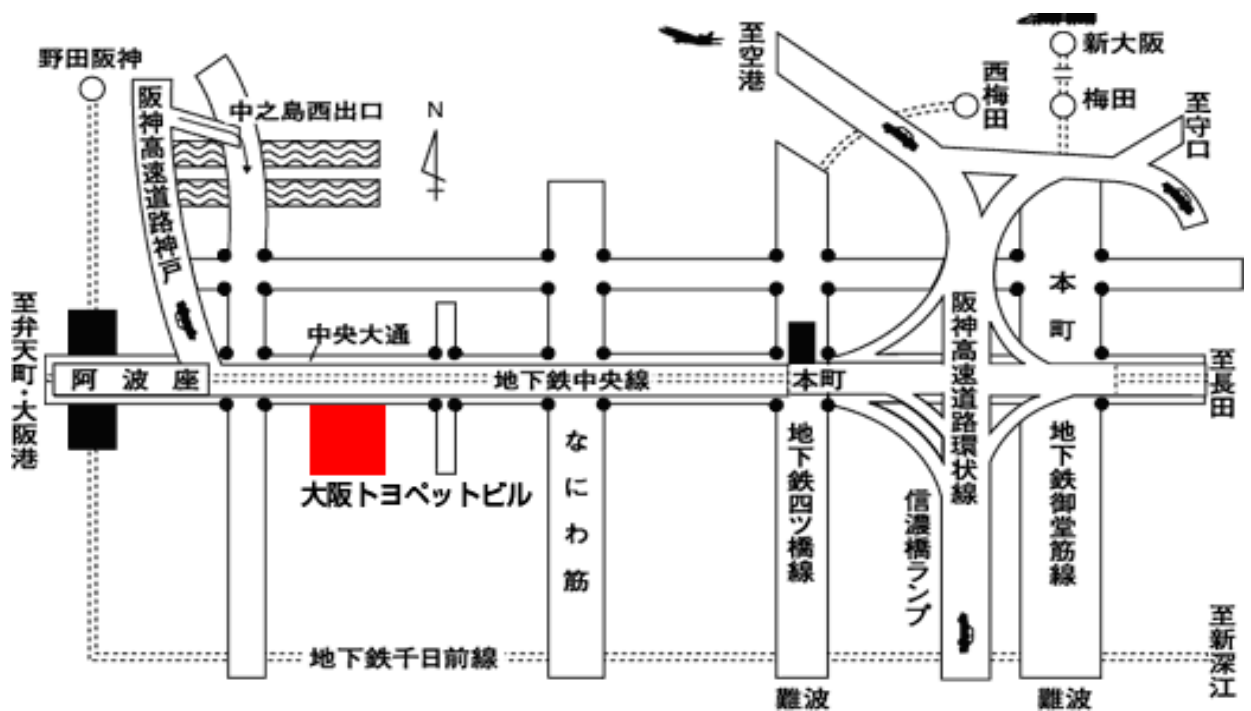 野田阪神
阪神高速道路神戸
中之島西出口
N
至空港
西梅田
新大阪
梅田
至守口
本町
至弁天町・大阪港
中央大通
阿波座
地下鉄中央線
本町
阪神高速道路環状線
至長田
大阪トヨペットビル
なにわ筋
地下鉄四ツ橋線
信濃橋ランプ
地下鉄御堂筋線
地下鉄千日前線
至新深江
難波
難波